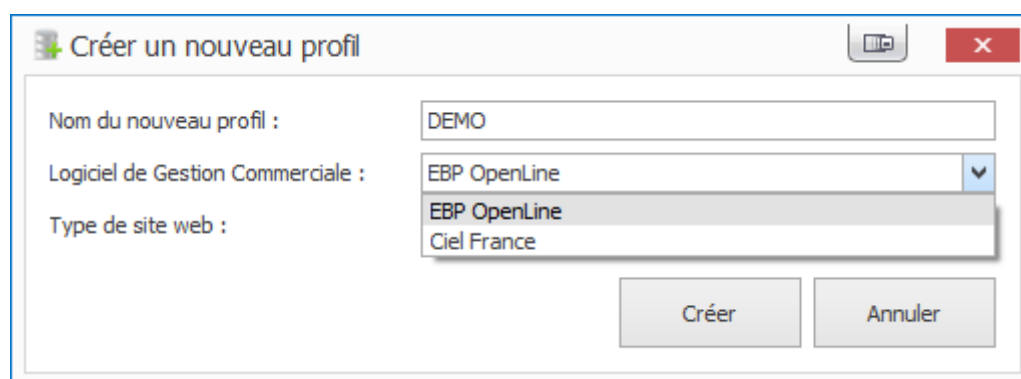 Créer un nouveau profil
Nom du nouveau profil : DEMO
Logiciel de Gestion Commerciale : EBP OpenLine
EBP OpenLine
Type de site web :
Ciel France
Créer Annuler